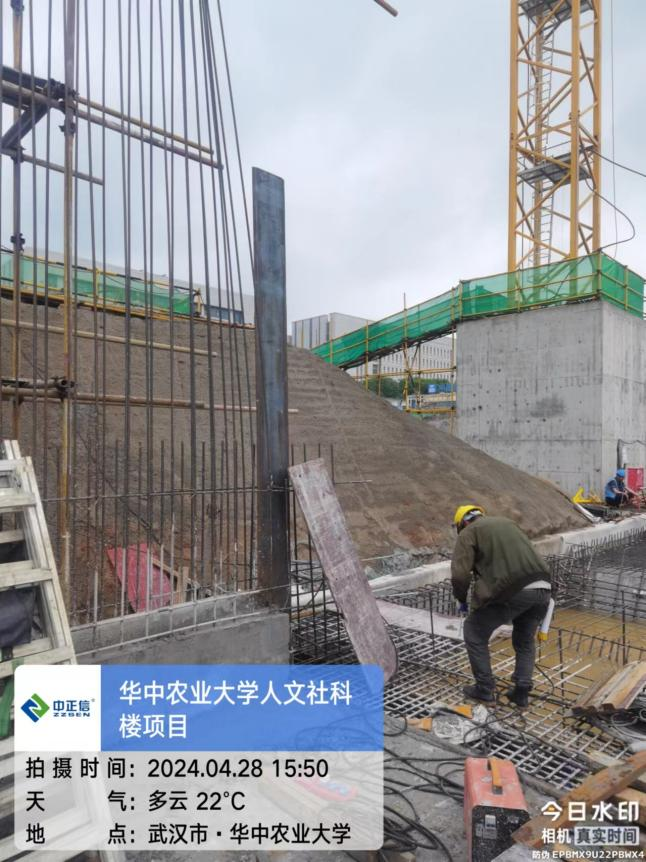 中正信®
ZZSEN
华中农业大学人文社科
楼项目
拍摄时间：2024.04.28 15:50
天 气：多云 22°C
地 点：武汉市·华中农业大学
今日水印
相机 真实时间
防伪 EPBMX9U22PBWX4